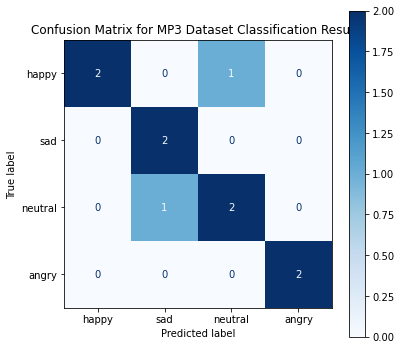 Confusion Matrix for MP3 Dataset Classification Resu
happy
sad
neutral
angry
True label
2 0 1 0
0 2 0 0
0 1 2 0
0 0 0 2
happy sad neutral angry
Predicted label
2.00
1.75
1.50
1.25
1.00
0.75
0.50
0.25
0.00